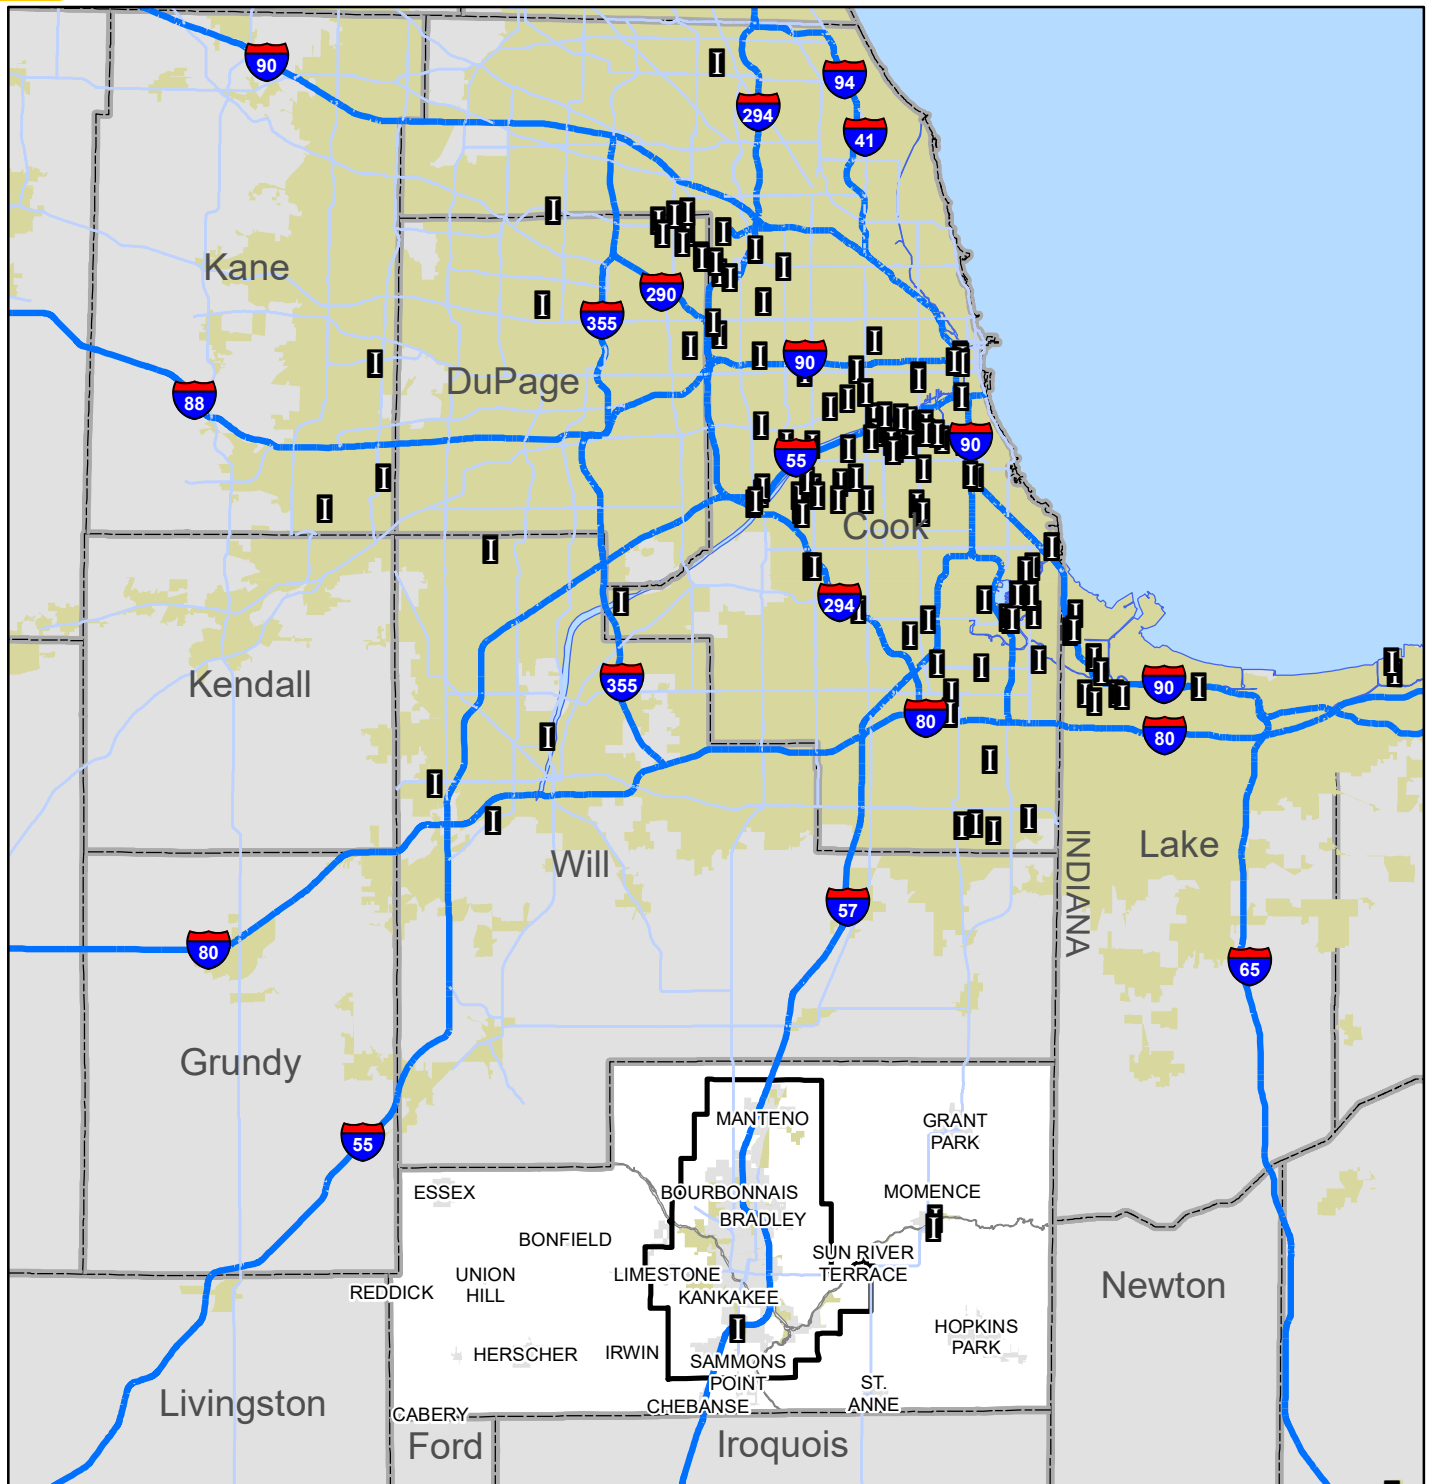 90
94
294
41
Kane
290
355
90
DuPage
88
90
55
Cook
294
Kendall
355
90
80
80
INDIANA
Lake
Will
57
80
65
Grundy
MANTENO
GRANT
PARK
55
ESSEX
BOURBONNAIS
MOMENCE
BRADLEY
BONFIELD
SUN RIVER
TERRACE
UNION
HILL
LIMESTONE
REDDICK
KANKAKEE
Newton
HOPKINS
PARK
HERSCHER
IRWIN
SAMMONS
POINT
ST.
ANNE
Livingston
CHEBANSE
CABERY
Ford
Iroquois